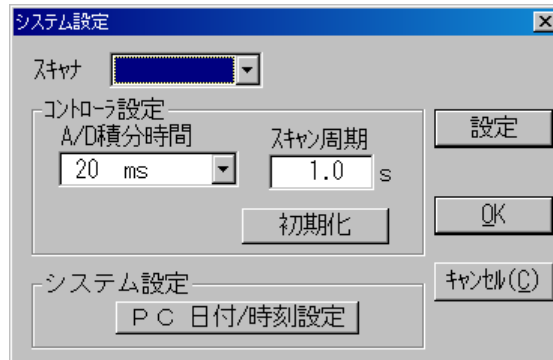 システム設定
スキャナ
コントローラ設定
A/D積分時間
スキャン周期
20 ms
1.0 s
初期化
設定
OK
キャンセル(C)
システム設定
PC 日付/時刻設定